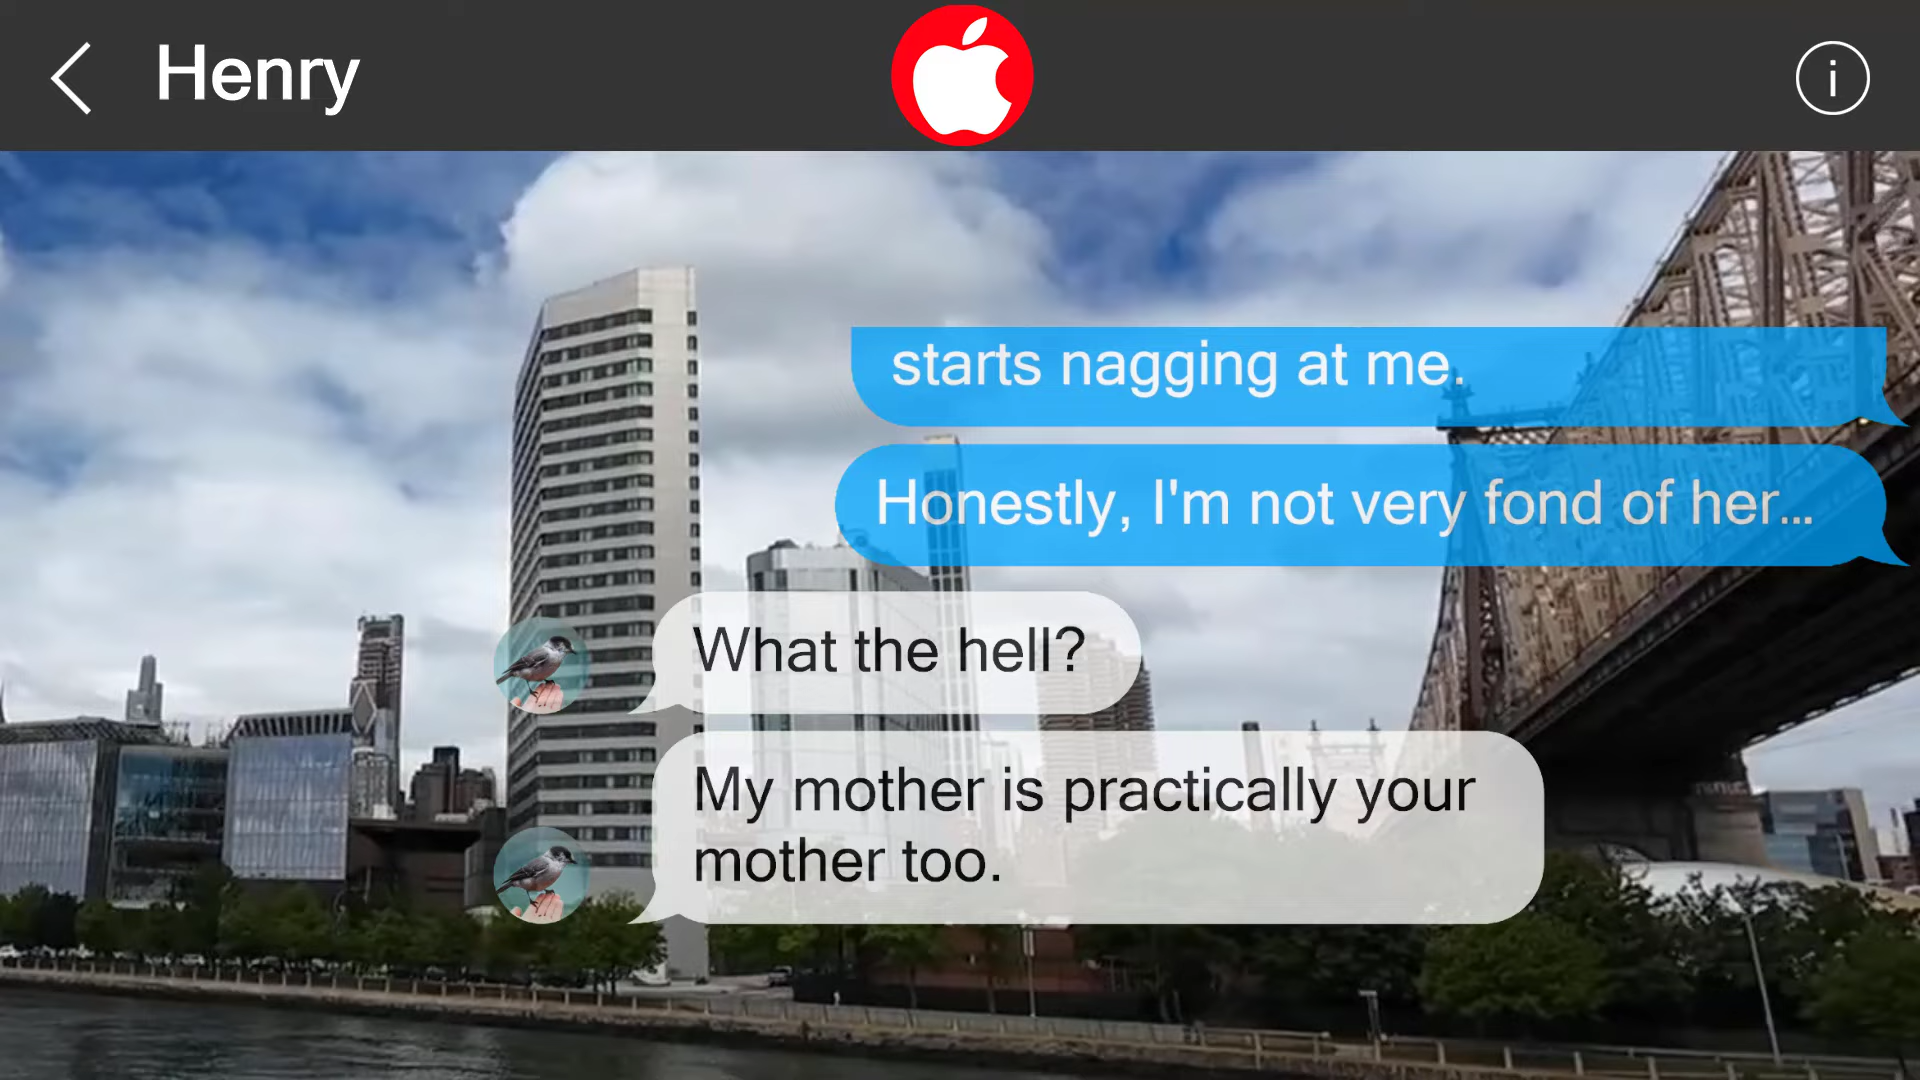 Henry
starts nagging at me.
Honestly, I'm not very fond of her...
What the hell?
My mother is practically your
mother too.